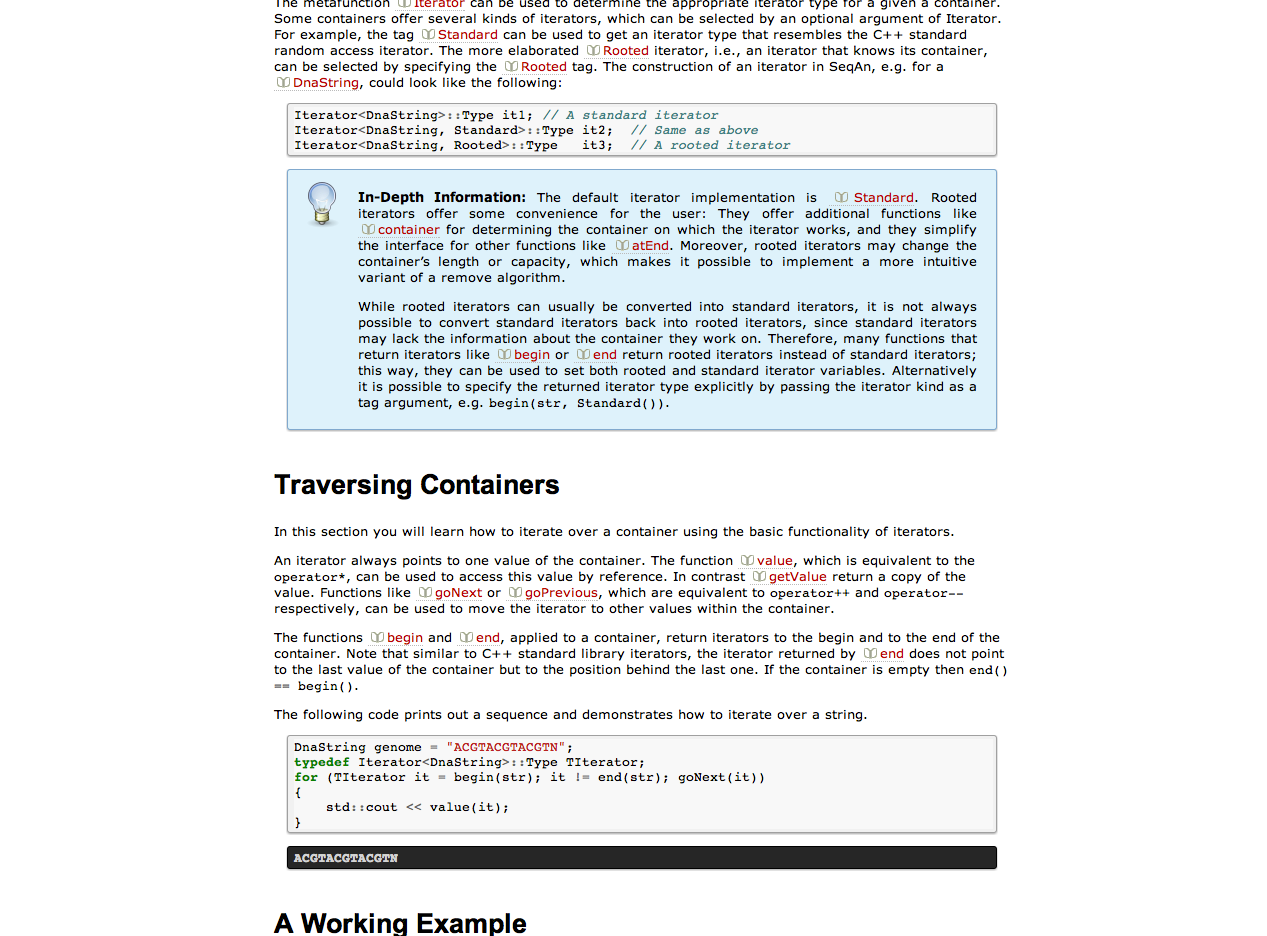 The metafunction Iterator can be used to determine the appropriate iterator type for a given a container.
Some containers offer several kinds of iterators, which can be selected by an optional argument of Iterator.
For example, the tag Standard can be used to get an iterator type that resembles the C++ standard
random access iterator. The more elaborated Rooted iterator, i.e., an iterator that knows its container,
can be selected by specifying the Rooted tag. The construction of an iterator in SeqAn, e.g. for a
DnaString, could look like the following:
Iterator<DnaString>::Type it1; // A standard iterator
Iterator<DnaString, Standard>::Type it2;  // Same as above
Iterator<DnaString, Rooted>::Type   it3;  // A rooted iterator
In-Depth Information: The default iterator implementation is Standard. Rooted
iterators offer some convenience for the user: They offer additional functions like
container for determining the container on which the iterator works, and they simplify
the interface for other functions like atEnd. Moreover, rooted iterators may change the
container’s length or capacity, which makes it possible to implement a more intuitive
variant of a remove algorithm.
While rooted iterators can usually be converted into standard iterators, it is not always
possible to convert standard iterators back into rooted iterators, since standard iterators
may lack the information about the container they work on. Therefore, many functions that
return iterators like begin or end return rooted iterators instead of standard iterators;
this way, they can be used to set both rooted and standard iterator variables. Alternatively
it is possible to specify the returned iterator type explicitly by passing the iterator kind as a
tag argument, e.g. begin(str, Standard()).
Traversing Containers
In this section you will learn how to iterate over a container using the basic functionality of iterators.
An iterator always points to one value of the container. The function value, which is equivalent to the
operator*, can be used to access this value by reference. In contrast getValue return a copy of the
value. Functions like goNext or goPrevious, which are equivalent to operator++ and operator--
respectively, can be used to move the iterator to other values within the container.
The functions begin and end, applied to a container, return iterators to the begin and to the end of the
container. Note that similar to C++ standard library iterators, the iterator returned by end does not point
to the last value of the container but to the position behind the last one. If the container is empty then end()
== begin().
The following code prints out a sequence and demonstrates how to iterate over a string.
DnaString genome = "ACGTACGTACGTN";
typedef Iterator<DnaString>::Type TIterator;
for (TIterator it = begin(str); it != end(str); goNext(it))
{
    std::cout << value(it);
}
ACGTACGTACGTN
A Working Example